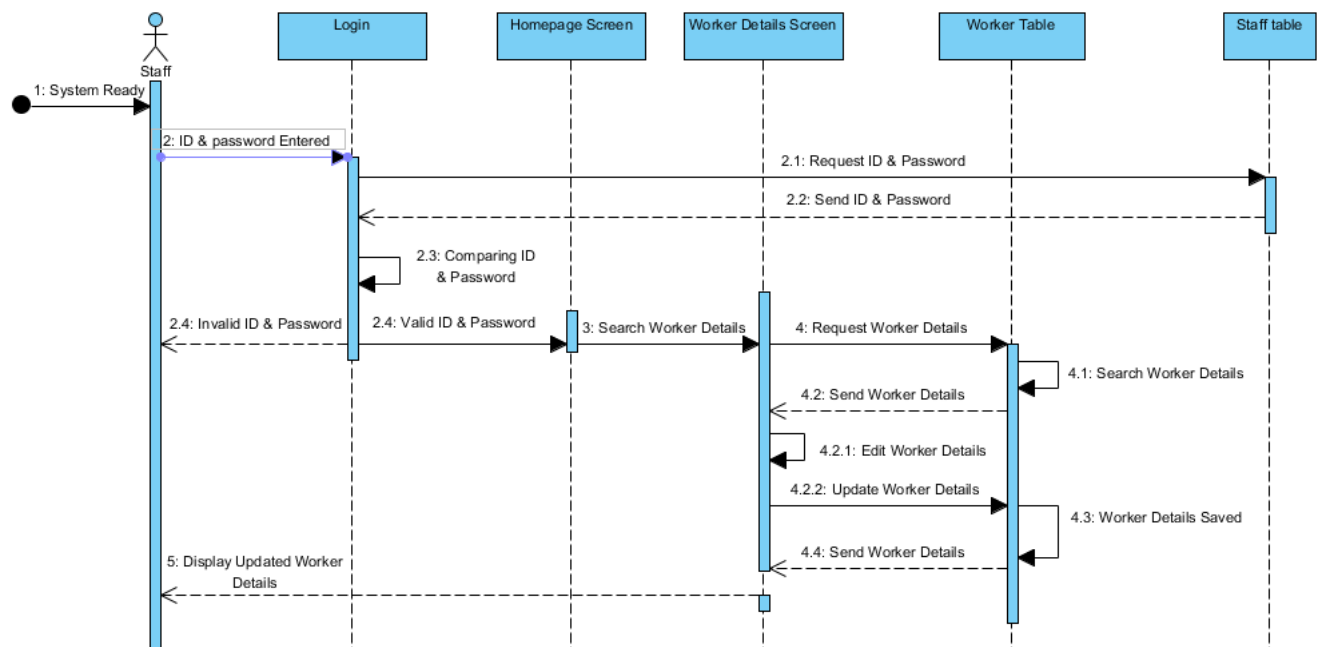 Login
Homepage Screen
Worker Details Screen
Worker Table
Staff table
Staff
1: System Ready
2: ID & password Entered
2.1: Request ID & Password
2.2: Send ID & Password
2.3: Comparing ID
& Password
2.4: Invalid ID & Password
2.4: Valid ID & Password
3: Search Worker Details
4: Request Worker Details
4.1: Search Worker Details
4.2: Send Worker Details
4.2.1: Edit Worker Details
4.2.2: Update Worker Details
4.3: Worker Details Saved
4.4: Send Worker Details
5: Display Updated Worker
Details